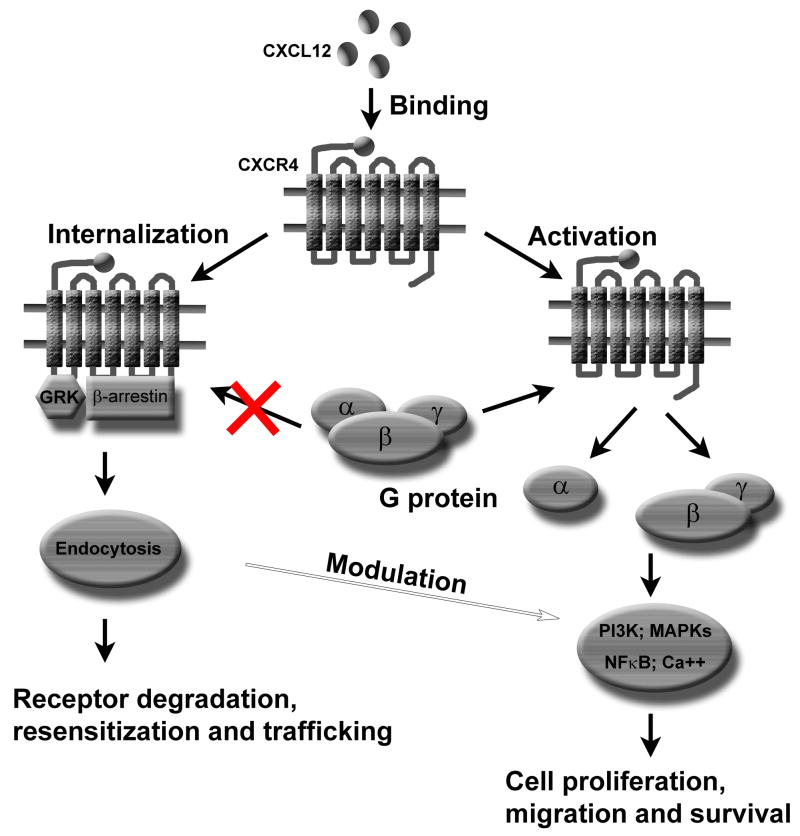 CXCL12
Binding
CXCR4
Internalization
Activation
GRK
β-arrestin
α
γ
β
G protein
α
γ
β
Endocytosis
Modulation
PI3K; MAPKs
NFκB; Ca++
Receptor degradation,
resensitization and trafficking
Cell proliferation,
migration and survival